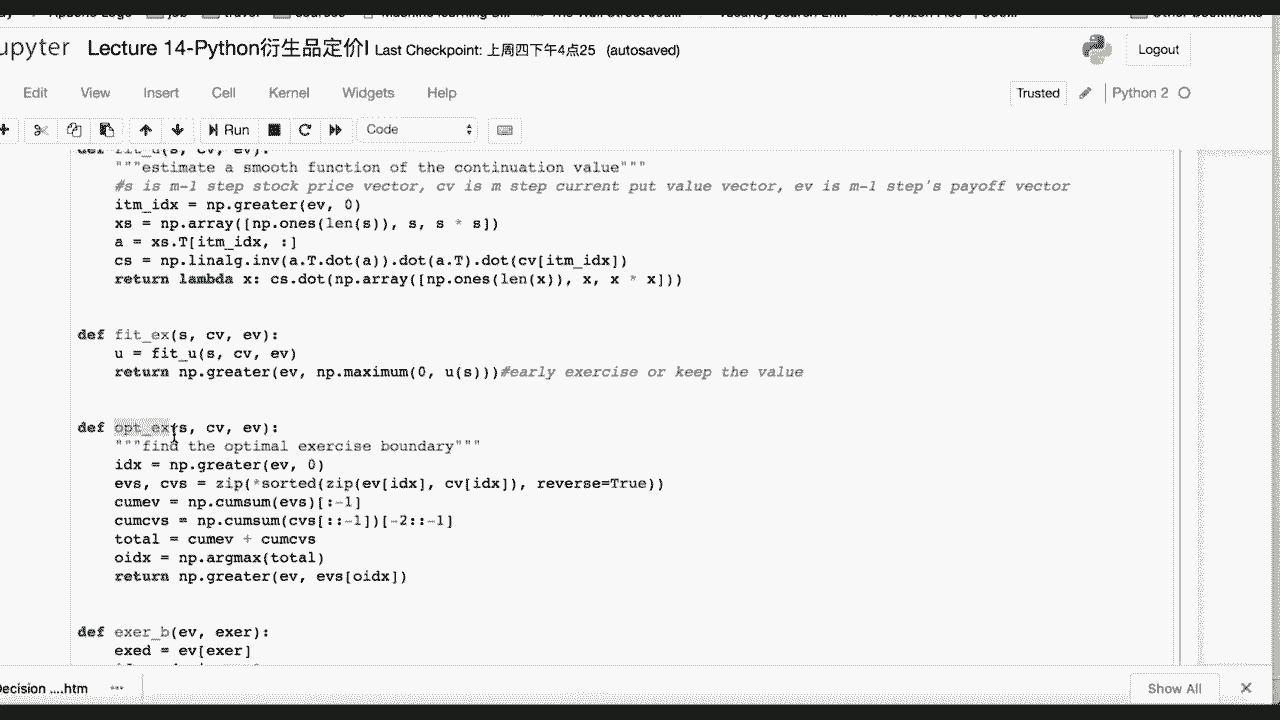 upyter Lecture 14-Python衍生品定价I Last Checkpoint: 上周四下午4点25 (autosaved)
Logout
Edit View Insert Cell Kernel Widgets Help
Trusted Python 2
Run Code
def fit_u(s, cv, ev):
"""estimate a smooth function of the continuation value"""
#s is m-1 step stock price vector, cv is m step current put value vector, ev is m-1 step's payoff vector
itm_idx = np.greater(ev, 0)
xs = np.array([np.ones(len(s)), s, s * s])
a = xs.T[itm_idx, :]
cs = np.linalg.inv(a.T.dot(a)).dot(a.T).dot(cv[itm_idx])
return lambda x: cs.dot(np.array([np.ones(len(x)), x, x * x]))
def fit_ex(s, cv, ev):
u = fit_u(s, cv, ev)
return np.greater(ev, np.maximum(0, u(s)))#early exercise or keep the value
def opt_ex(s, cv, ev):
"""find the optimal exercise boundary"""
idx = np.greater(ev, 0)
evs, cvs = zip(*sorted(zip(ev[idx], cv[idx]), reverse=True))
cumev = np.cumsum(evs)[:-1]
cumcvs = np.cumsum(cvs[::-1])[-2::-1]
total = cumev + cumcvs
oidx = np.argmax(total)
return np.greater(ev, evs[oidx])
def exer_b(ev, exer):
exed = ev[exer]
Decision ....htm
Show All